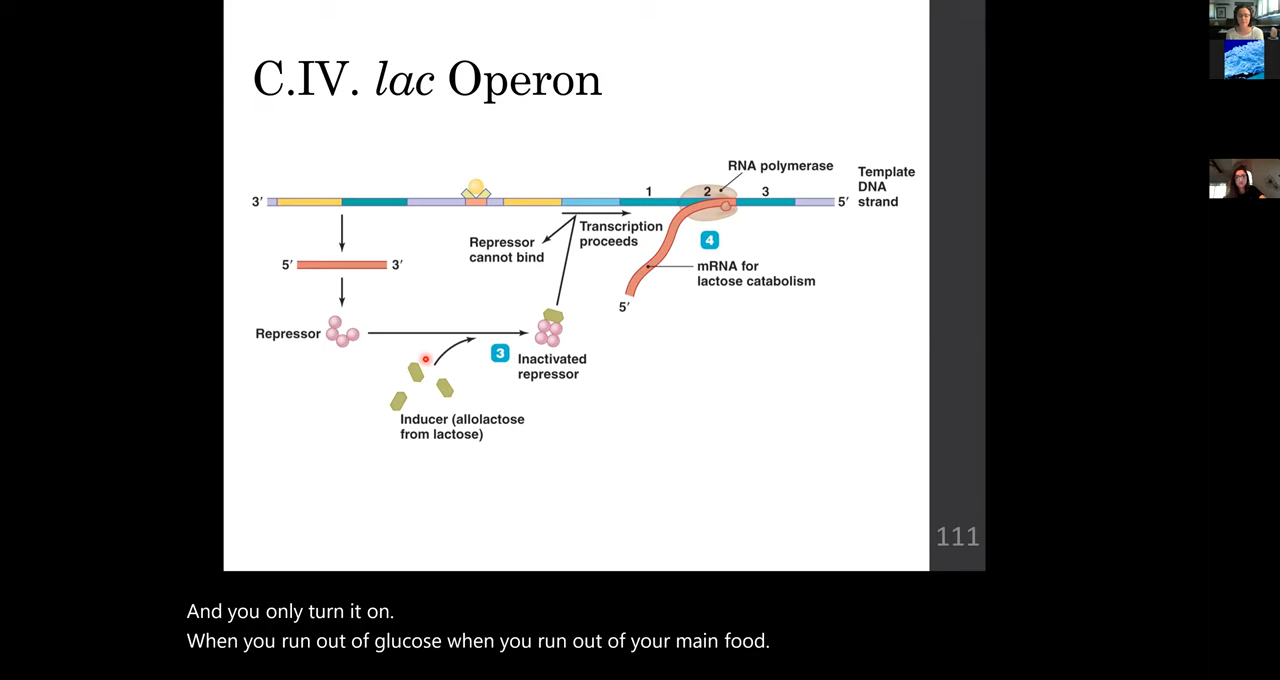 C.IV. lac Operon
RNA polymerase
Template
DNA
strand
3′
1
2
3
5′
Repressor
cannot bind
Transcription
proceeds
4
5′
3′
mRNA for
lactose catabolism
5′
Repressor
3
Inactivated
repressor
Inducer (allolactose
from lactose)
111
And you only turn it on.
When you run out of glucose when you run out of your main food.